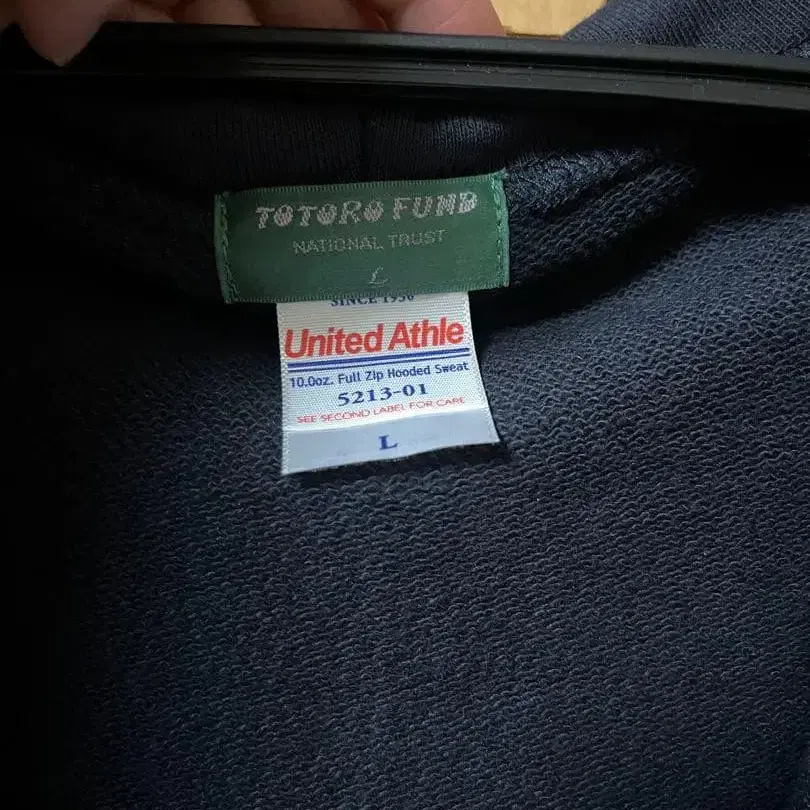 TOTORO FUND
NATIONAL TRUST
L
SINCE 1950
United Athle
10.0oz. Full Zip Hooded Sweat
5213-01
SEE SECOND LABEL FOR CARE
L